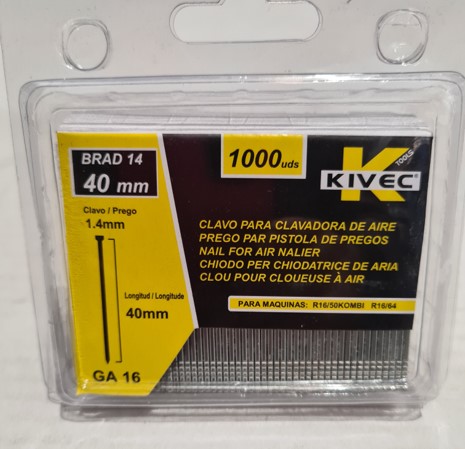 BRAD 14
40 mm
1000uds
K
TOOLS
KIVEC®
Clavo / Prego
1.4mm
Longitud / Longitude
40mm
GA 16
CLAVO PARA CLAVADORA DE AIRE
PREGO PAR PISTOLA DE PREGOS
NAIL FOR AIR NALIER
CHIODO PER CHIODATRICE DE ARIA
CLOU POUR CLOUEUSE À AIR
PARA MAQUINAS: R16/50KOMBI R16/64